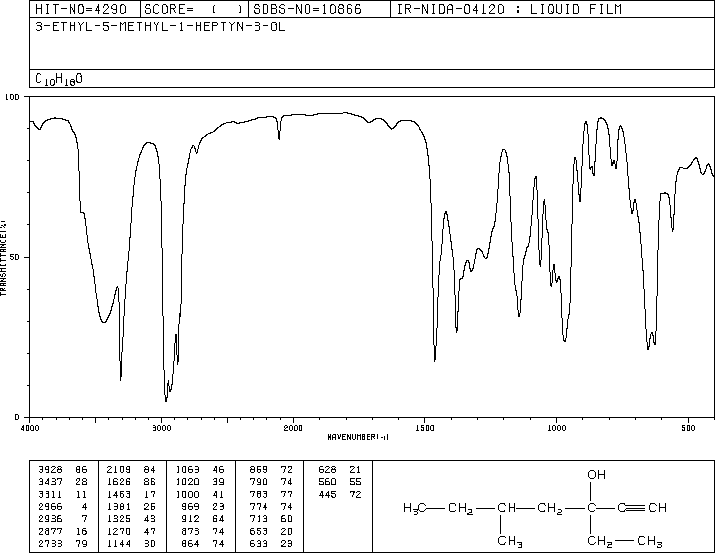 HIT-NO=4290 SCORE= ( ) SDBS-NO=10866 IR-NIDA-04120 : LIQUID FILM
3-ETHYL-5-METHYL-1-HEPTYN-3-OL
C10H18O
100
50
0
TRANSMITTANCE(%)
4000 3000 2000 1500 1000 500
WAVENUMBER(-1)
3928 86 2109 84 1063 46 869 72 628 21
3437 28 1626 86 1020 39 790 74 560 55
3311 11 1463 17 1000 41 783 77 445 72
2966 4 1381 26 969 23 774 74
2936 7 1325 43 912 64 713 60
2877 16 1270 47 873 74 653 20
2733 79 1144 30 864 74 633 23
OH
H3C CH2 CH CH2 C CH
CH3 CH2 CH3